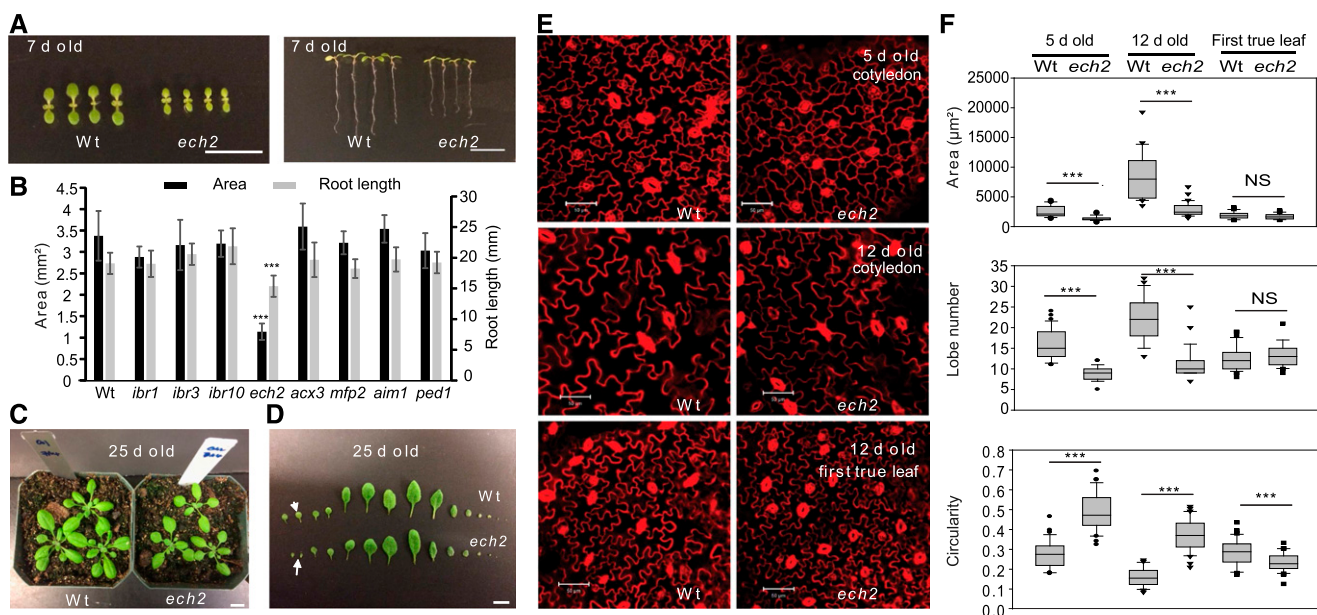 A
7 d old
Wt
ech2
7 d old
Wt
ech2
B
Area
Root length
Area (mm²)
4.5
4
3.5
3
2.5
2
1.5
1
0.5
0
Root length (mm)
30
25
20
15
10
5
0
***
***
Wt ibr1 ibr3 ibr10 ech2 acx3 mfp2 aim1 ped1
C
25 d old
Wt
ech2
D
25 d old
Wt
ech2
E
Wt
5 d old
cotyledon
ech2
Wt
12 d old
cotyledon
ech2
Wt
12 d old
first true leaf
ech2
F
5 d old 12 d old First true leaf
Wt ech2 Wt ech2 Wt ech2
Area (µm²)
25000
20000
15000
10000
5000
0
***
***
NS
Lobe number
35
30
25
20
15
10
5
0
***
***
NS
Circularity
0.8
0.7
0.6
0.5
0.4
0.3
0.2
0.1
0.0
***
***
***